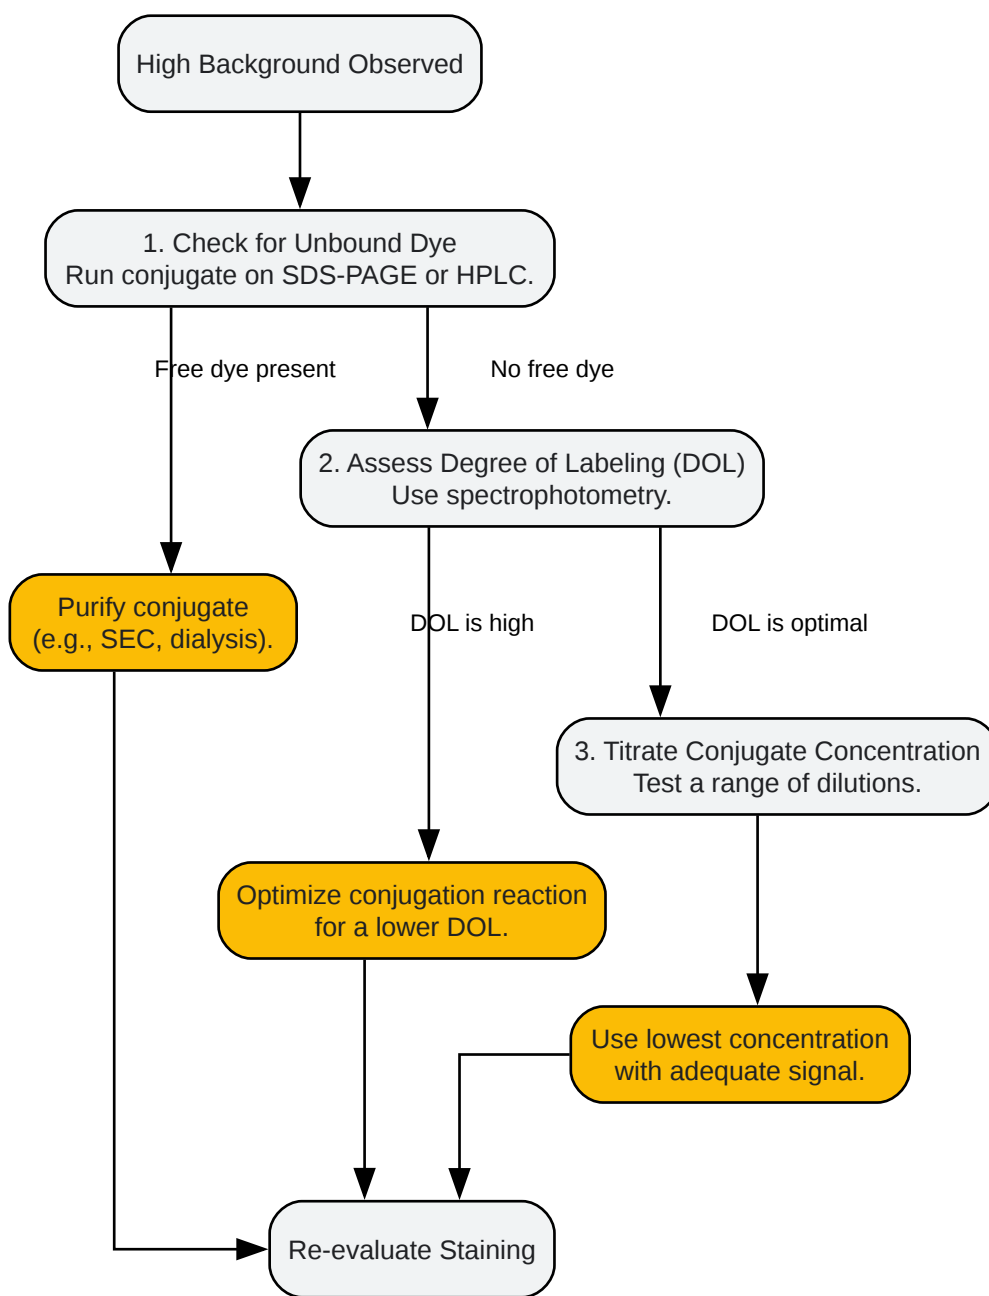 High Background Observed
1. Check for Unbound Dye
Run conjugate on SDS-PAGE or HPLC.
Free dye present
No free dye
2. Assess Degree of Labeling (DOL)
Use spectrophotometry.
Purify conjugate
(e.g., SEC, dialysis).
DOL is high
DOL is optimal
3. Titrate Conjugate Concentration
Test a range of dilutions.
Optimize conjugation reaction
for a lower DOL.
Use lowest concentration
with adequate signal.
Re-evaluate Staining